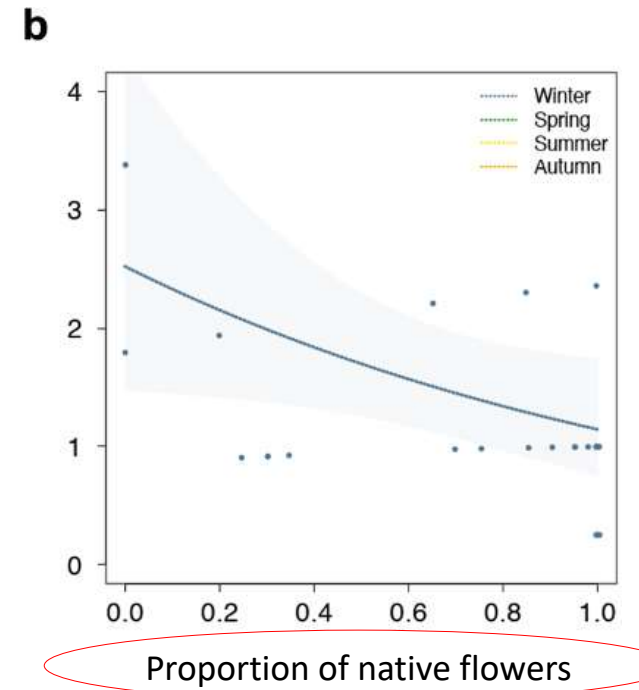 b
4
3
2
1
0
Winter
Spring
Summer
Autumn
0.0 0.2 0.4 0.6 0.8 1.0
Proportion of native flowers